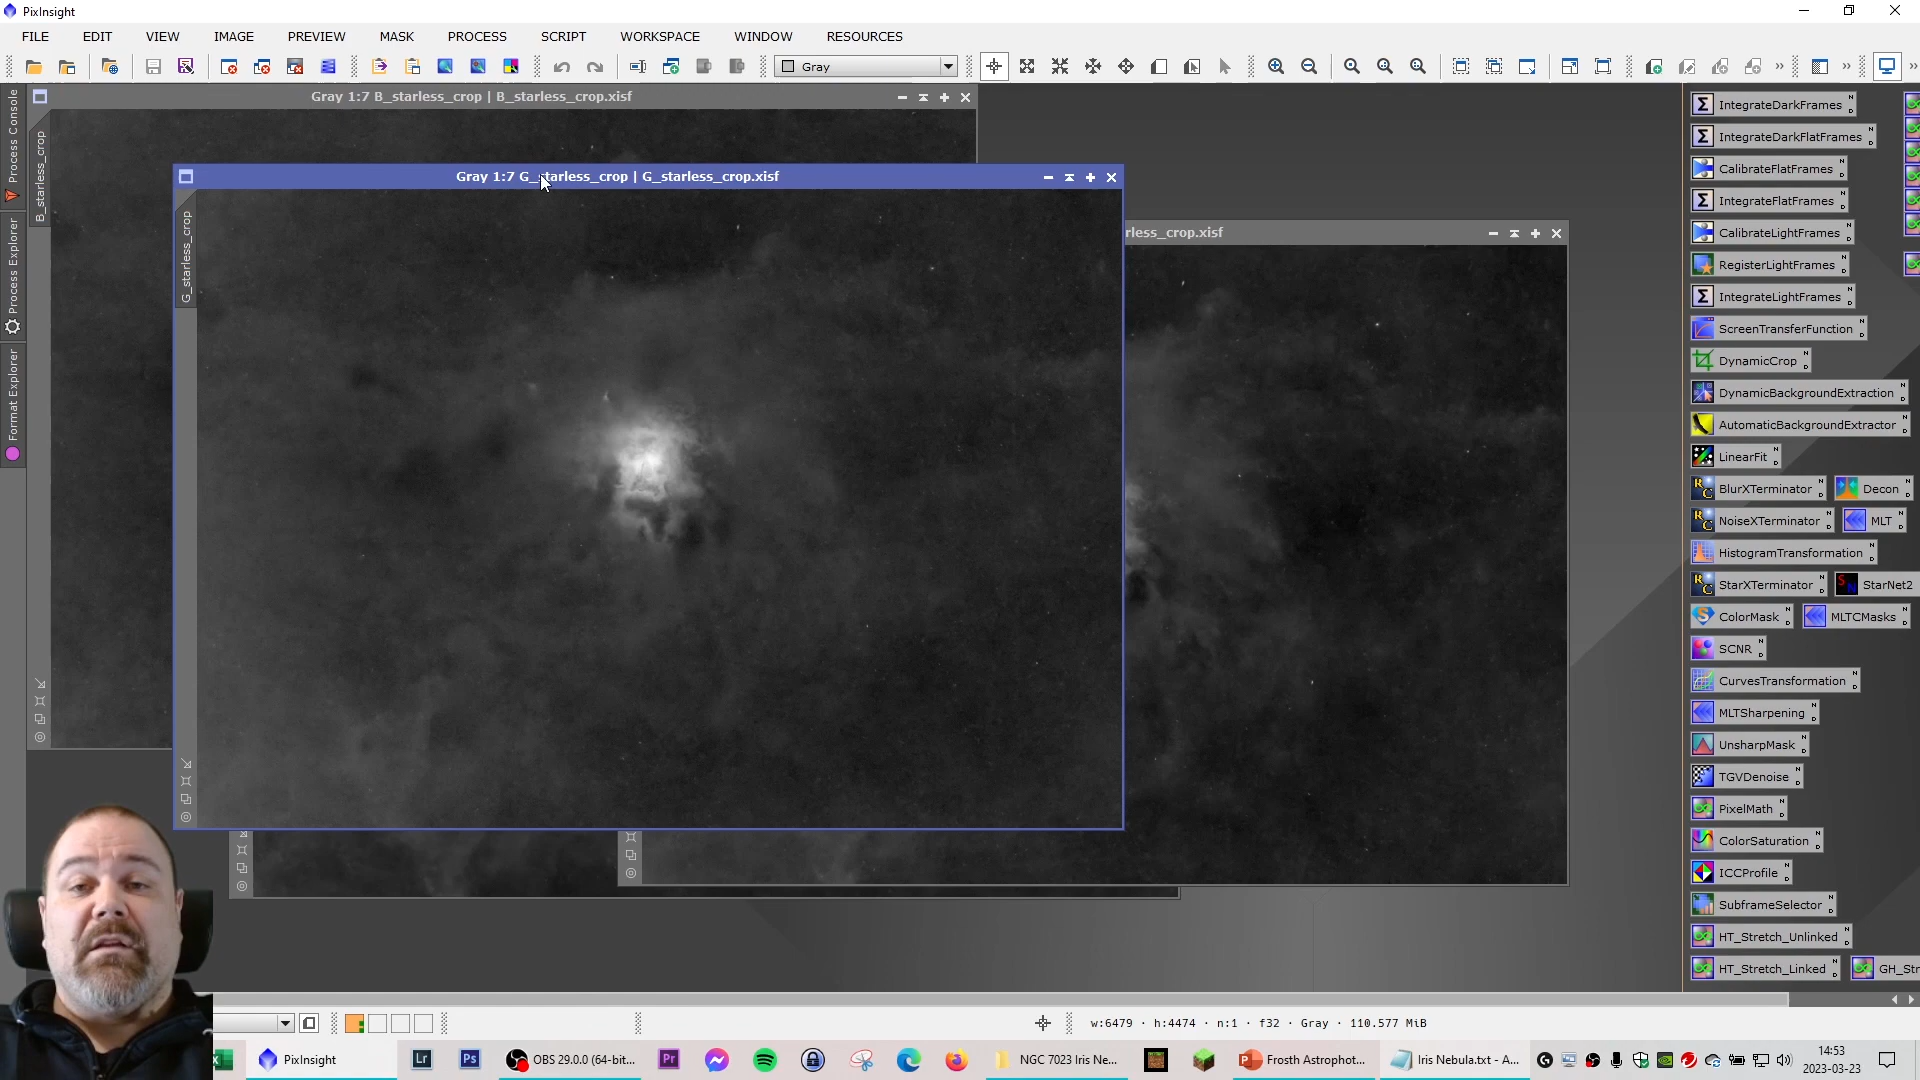 PixInsight
FILE EDIT VIEW IMAGE PREVIEW MASK PROCESS SCRIPT WORKSPACE WINDOW RESOURCES
Gray
Gray 1:7 B_starless_crop | B_starless_crop.xisf
Gray 1:7 G_starless_crop | G_starless_crop.xisf
rless_crop.xisf
Process Console
Process Explorer
Format Explorer
B_starless_crop
G_starless_crop
IntegrateDarkFrames
IntegrateDarkFlatFrames
CalibrateFlatFrames
IntegrateFlatFrames
CalibrateLightFrames
RegisterLightFrames
IntegrateLightFrames
ScreenTransferFunction
DynamicCrop
DynamicBackgroundExtraction
AutomaticBackgroundExtractor
LinearFit
BlurXTerminator Decon
NoiseXTerminator MLT
HistogramTransformation
StarXTerminator StarNet2
ColorMask MLTCMasks
SCNR
CurvesTransformation
MLTSharpening
UnsharpMask
TGVDenoise
PixelMath
ColorSaturation
ICCProfile
SubframeSelector
HT_Stretch_Unlinked
HT_Stretch_Linked GH_Str
w:6479 · h:4474 · n:1 · f32 · Gray · 110.577 MiB
PixInsight
Lr
Ps
OBS 29.0.0 (64-bit...
Pr
NGC 7023 Iris Ne...
Frosth Astrophot...
Iris Nebula.txt - A...
14:53
2023-03-23